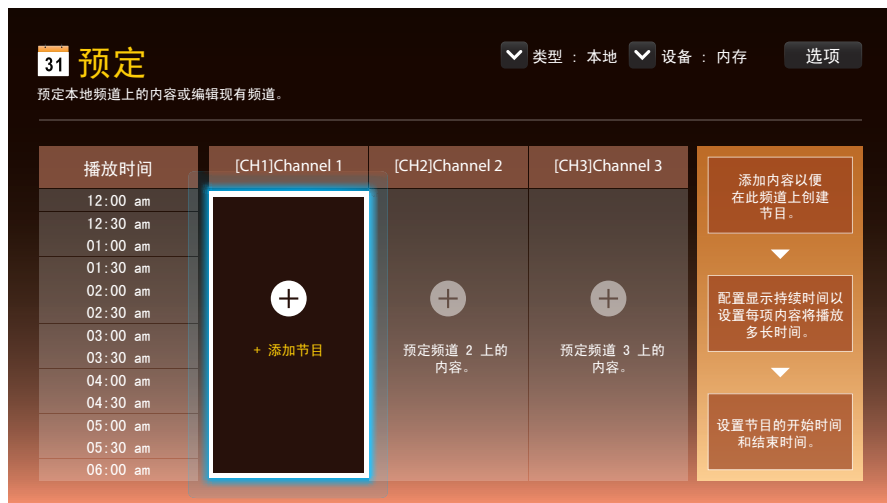 31 预定
类型 : 本地 设备 : 内存 选项
预定本地频道上的内容或编辑现有频道。
播放时间 [CH1]Channel 1 [CH2]Channel 2 [CH3]Channel 3
12:00 am
12:30 am
01:00 am
01:30 am
02:00 am
02:30 am
03:00 am
03:30 am
04:00 am
04:30 am
05:00 am
05:30 am
06:00 am
+ 添加节目
预定频道 2 上的
内容。
预定频道 3 上的
内容。
添加内容以便
在此频道上创建
节目。
配置显示持续时间以
设置每项内容将播放
多长时间。
设置节目的开始时间
和结束时间。